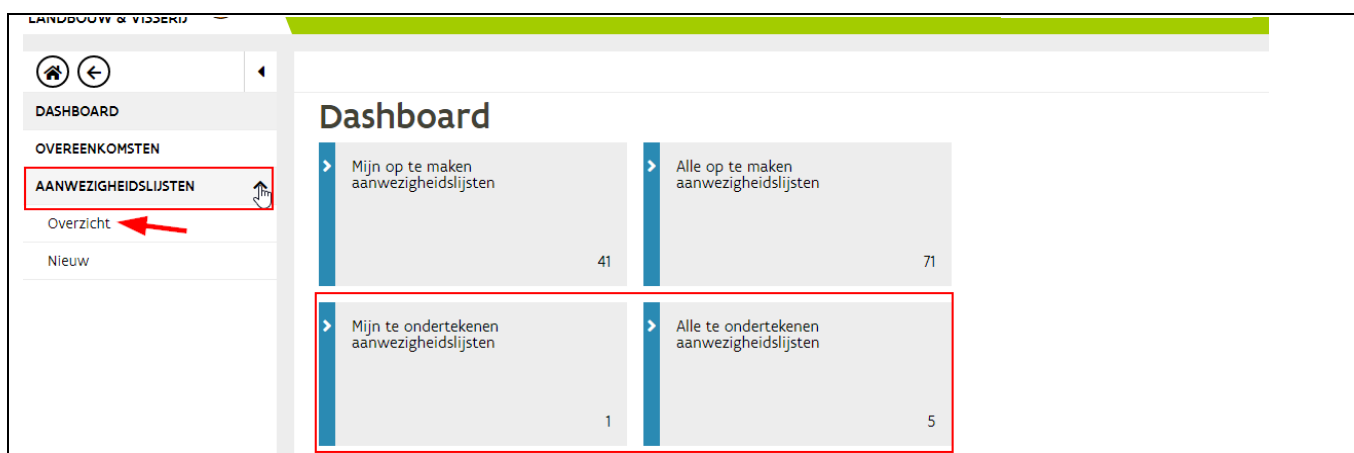 LANDBOUW & VISSERIJ
DASHBOARD
OVEREENKOMSTEN
AANWEZIGHEIDSLIJSTEN
Overzicht
Nieuw
Dashboard
Mijn op te maken
aanwezigheidslijsten
41
Alle op te maken
aanwezigheidslijsten
71
Mijn te ondertekenen
aanwezigheidslijsten
1
Alle te ondertekenen
aanwezigheidslijsten
5